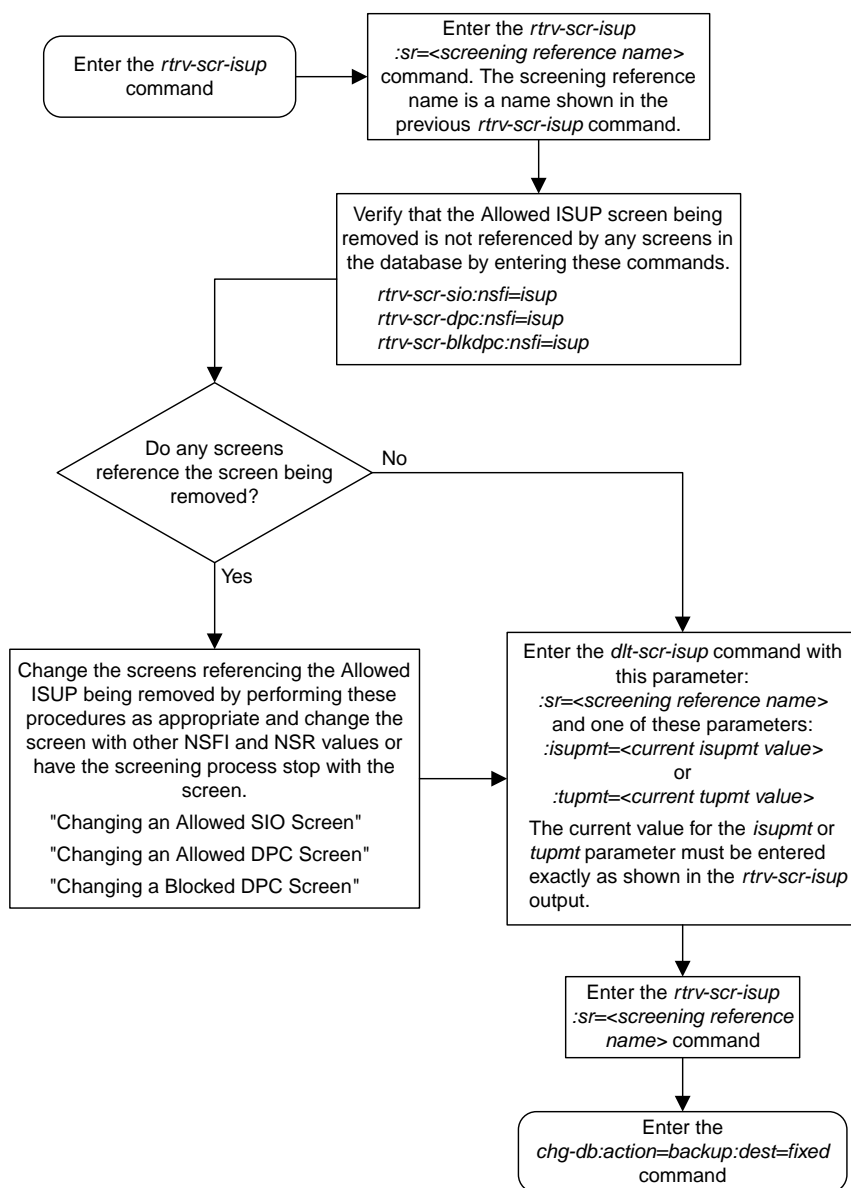 Enter the rtrv-scr-isup
command
Enter the rtrv-scr-isup
:sr=<screening reference name>
command. The screening reference
name is a name shown in the
previous rtrv-scr-isup command.
Verify that the Allowed ISUP screen being
removed is not referenced by any screens in
the database by entering these commands.
rtrv-scr-sio:nsfi=isup
rtrv-scr-dpc:nsfi=isup
rtrv-scr-blkdpc:nsfi=isup
Do any screens
reference the screen being
removed?
No
Yes
Change the screens referencing the Allowed
ISUP being removed by performing these
procedures as appropriate and change the
screen with other NSFI and NSR values or
have the screening process stop with the
screen.
"Changing an Allowed SIO Screen"
"Changing an Allowed DPC Screen"
"Changing a Blocked DPC Screen"
Enter the dlt-scr-isup command with
this parameter:
:sr=<screening reference name>
and one of these parameters:
:isupmt=<current isupmt value>
or
:tupmt=<current tupmt value>
The current value for the isupmt or
tupmt parameter must be entered
exactly as shown in the rtrv-scr-isup
output.
Enter the rtrv-scr-isup
:sr=<screening reference
name> command
Enter the
chg-db:action=backup:dest=fixed
command